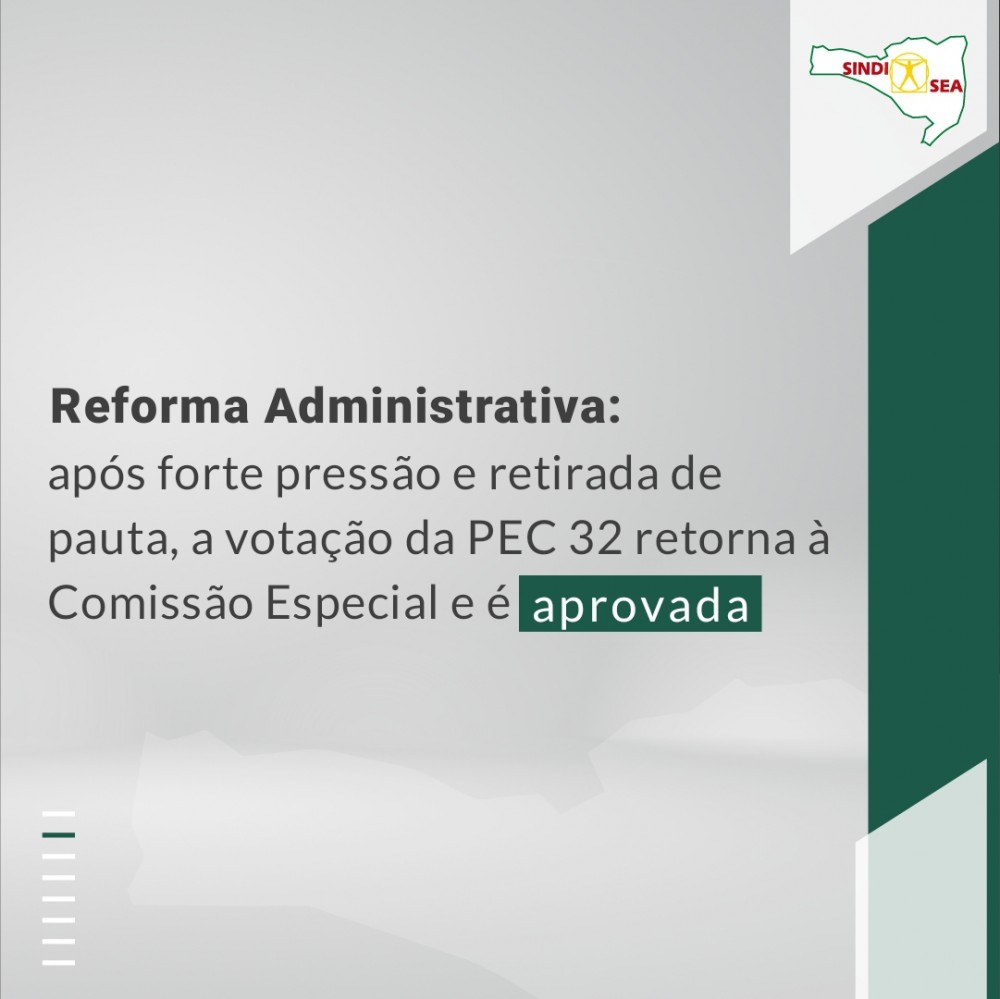 SINDI
SEA
Reforma Administrativa:
após forte pressão e retirada de
pauta, a votação da PEC 32 retorna à
Comissão Especial e é aprovada